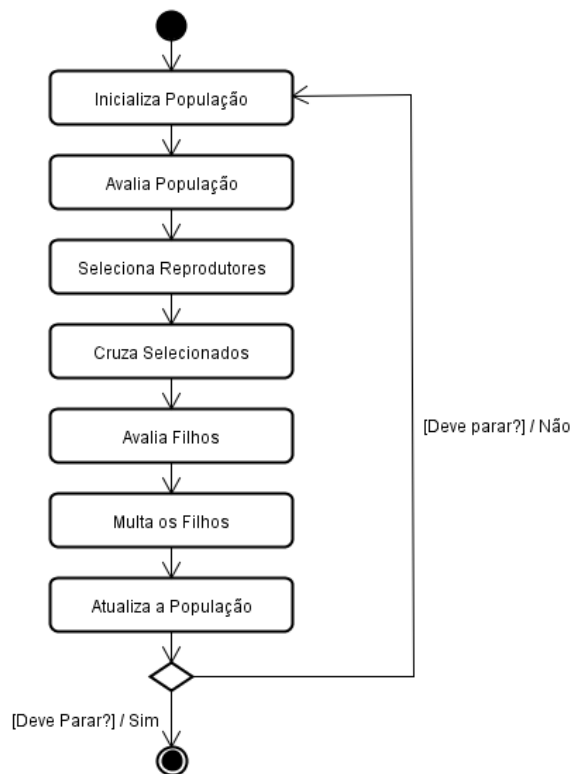 Inicializa População
Avalia População
Seleciona Reprodutores
Cruza Selecionados
[Deve parar?] / Não
Avalia Filhos
Multa os Filhos
Atualiza a População
[Deve Parar?] / Sim